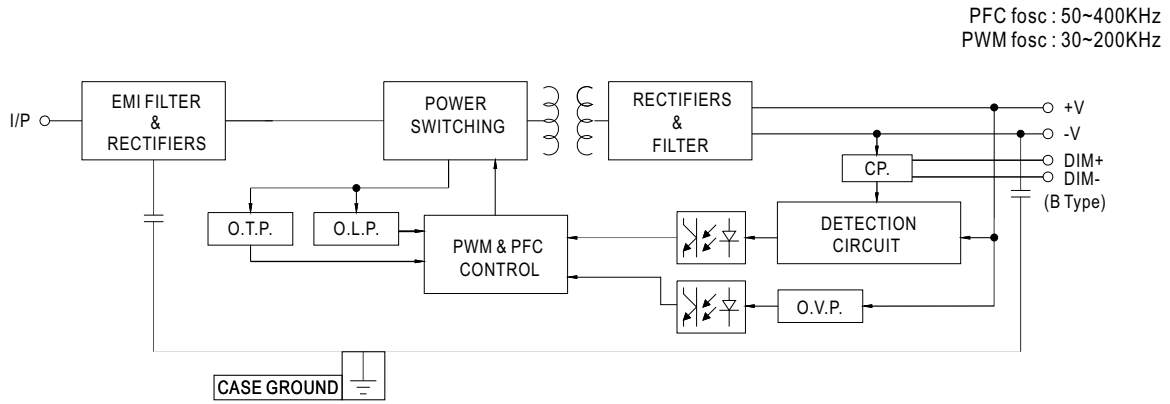 PFC fosc : 50~400KHz
PWM fosc : 30~200KHz
I/P
EMI FILTER
&
RECTIFIERS
POWER
SWITCHING
RECTIFIERS
&
FILTER
+V
-V
DIM+
DIM-
(B Type)
CP.
O.T.P.
O.L.P.
PWM & PFC
CONTROL
DETECTION
CIRCUIT
O.V.P.
CASE GROUND